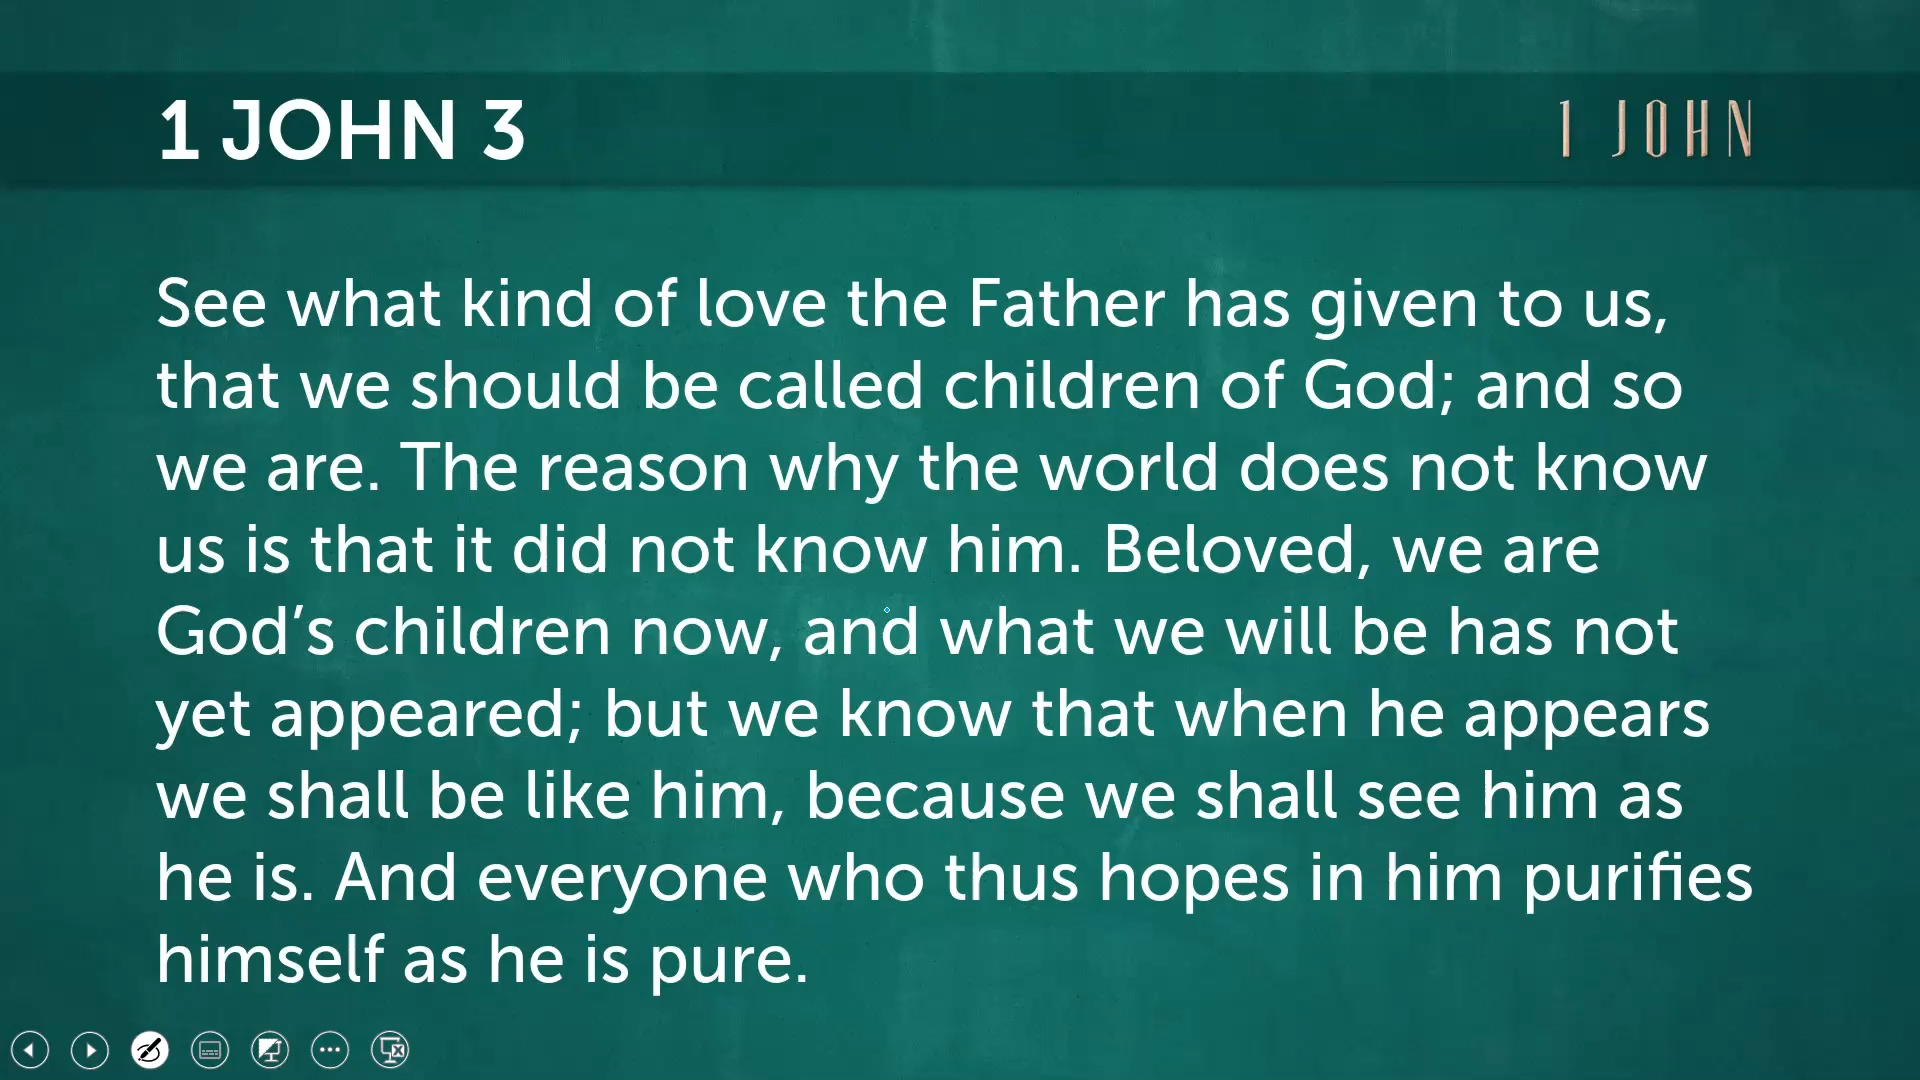 1 JOHN 3
1 JOHN
See what kind of love the Father has given to us,
that we should be called children of God; and so
we are. The reason why the world does not know
us is that it did not know him. Beloved, we are
God’s children now, and what we will be has not
yet appeared; but we know that when he appears
we shall be like him, because we shall see him as
he is. And everyone who thus hopes in him purifies
himself as he is pure.